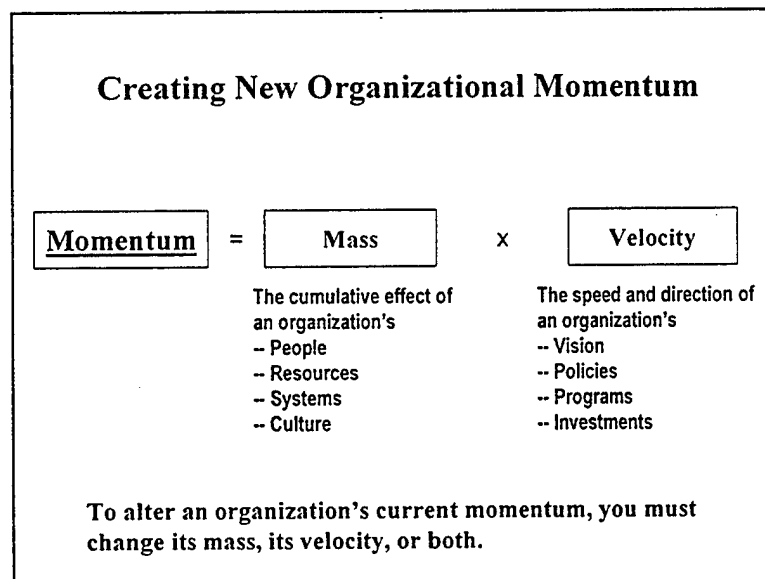 Creating New Organizational Momentum
Momentum = Mass x Velocity
The cumulative effect of
an organization's
-- People
-- Resources
-- Systems
-- Culture
The speed and direction of
an organization's
-- Vision
-- Policies
-- Programs
-- Investments
To alter an organization's current momentum, you must
change its mass, its velocity, or both.